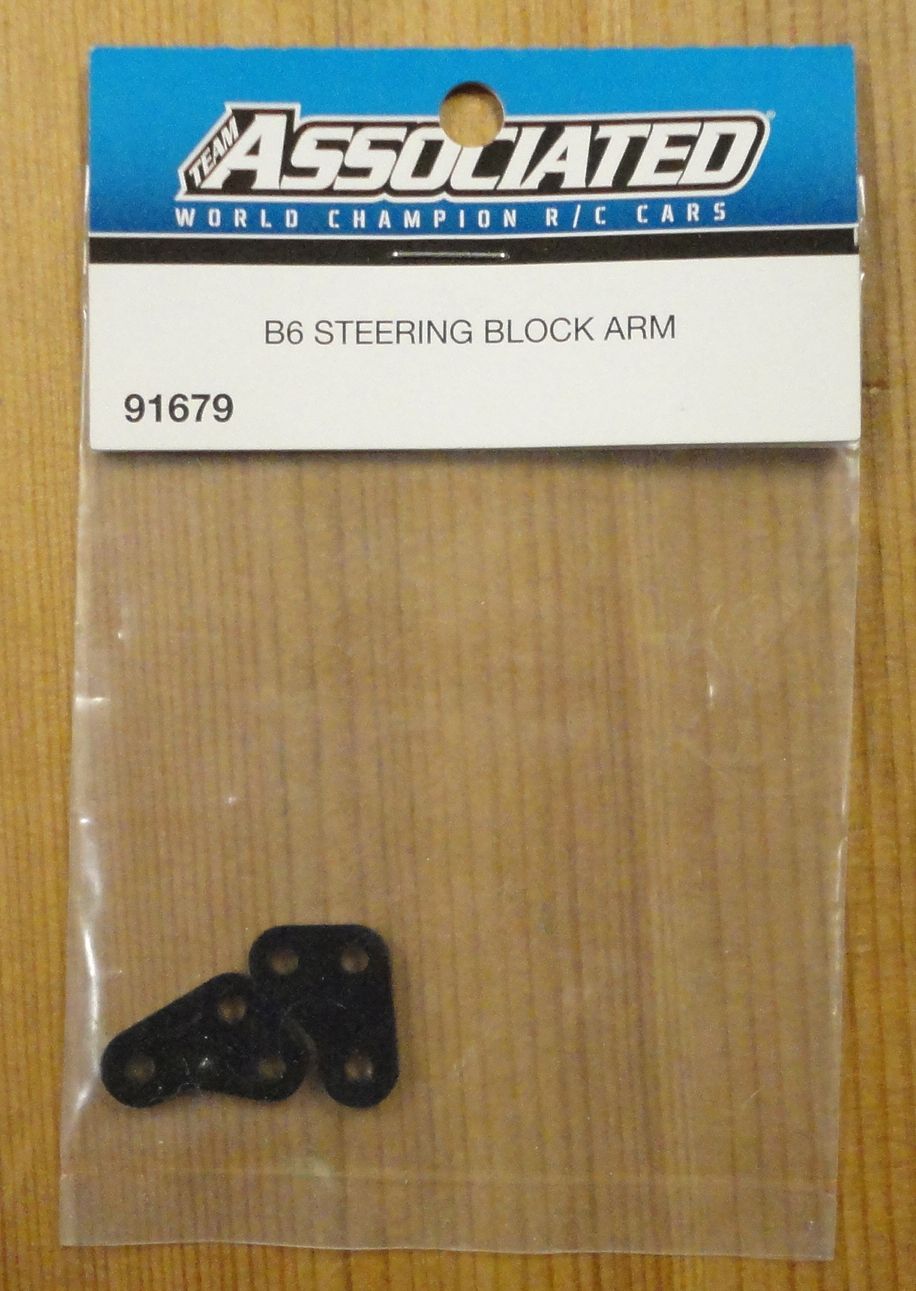 TEAM ASSOCIATED®
WORLD CHAMPION R/C CARS
B6 STEERING BLOCK ARM
91679